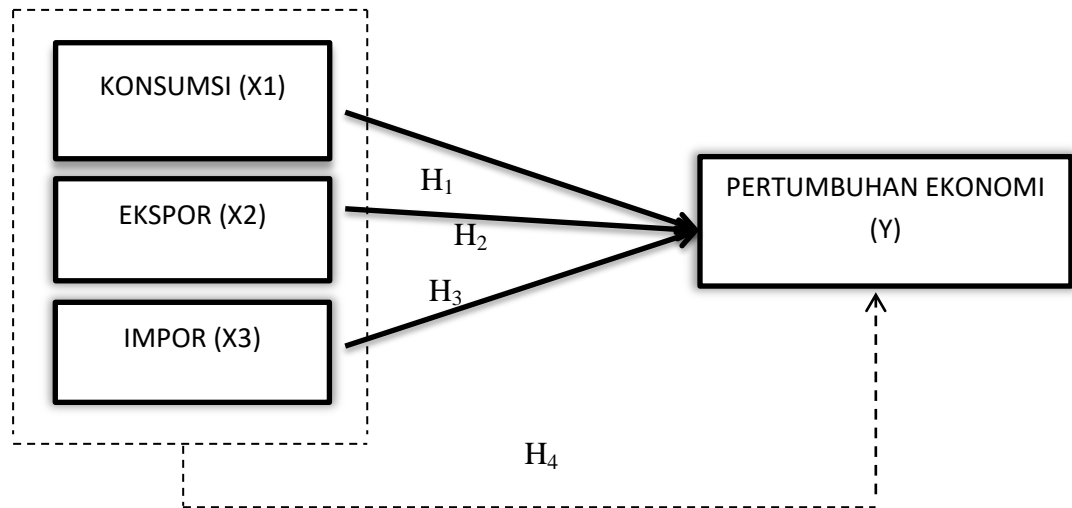 KONSUMSI (X1)
H₁
EKSPOR (X2)
H₂
PERTUMBUHAN EKONOMI
(Y)
H₃
IMPOR (X3)
H₄